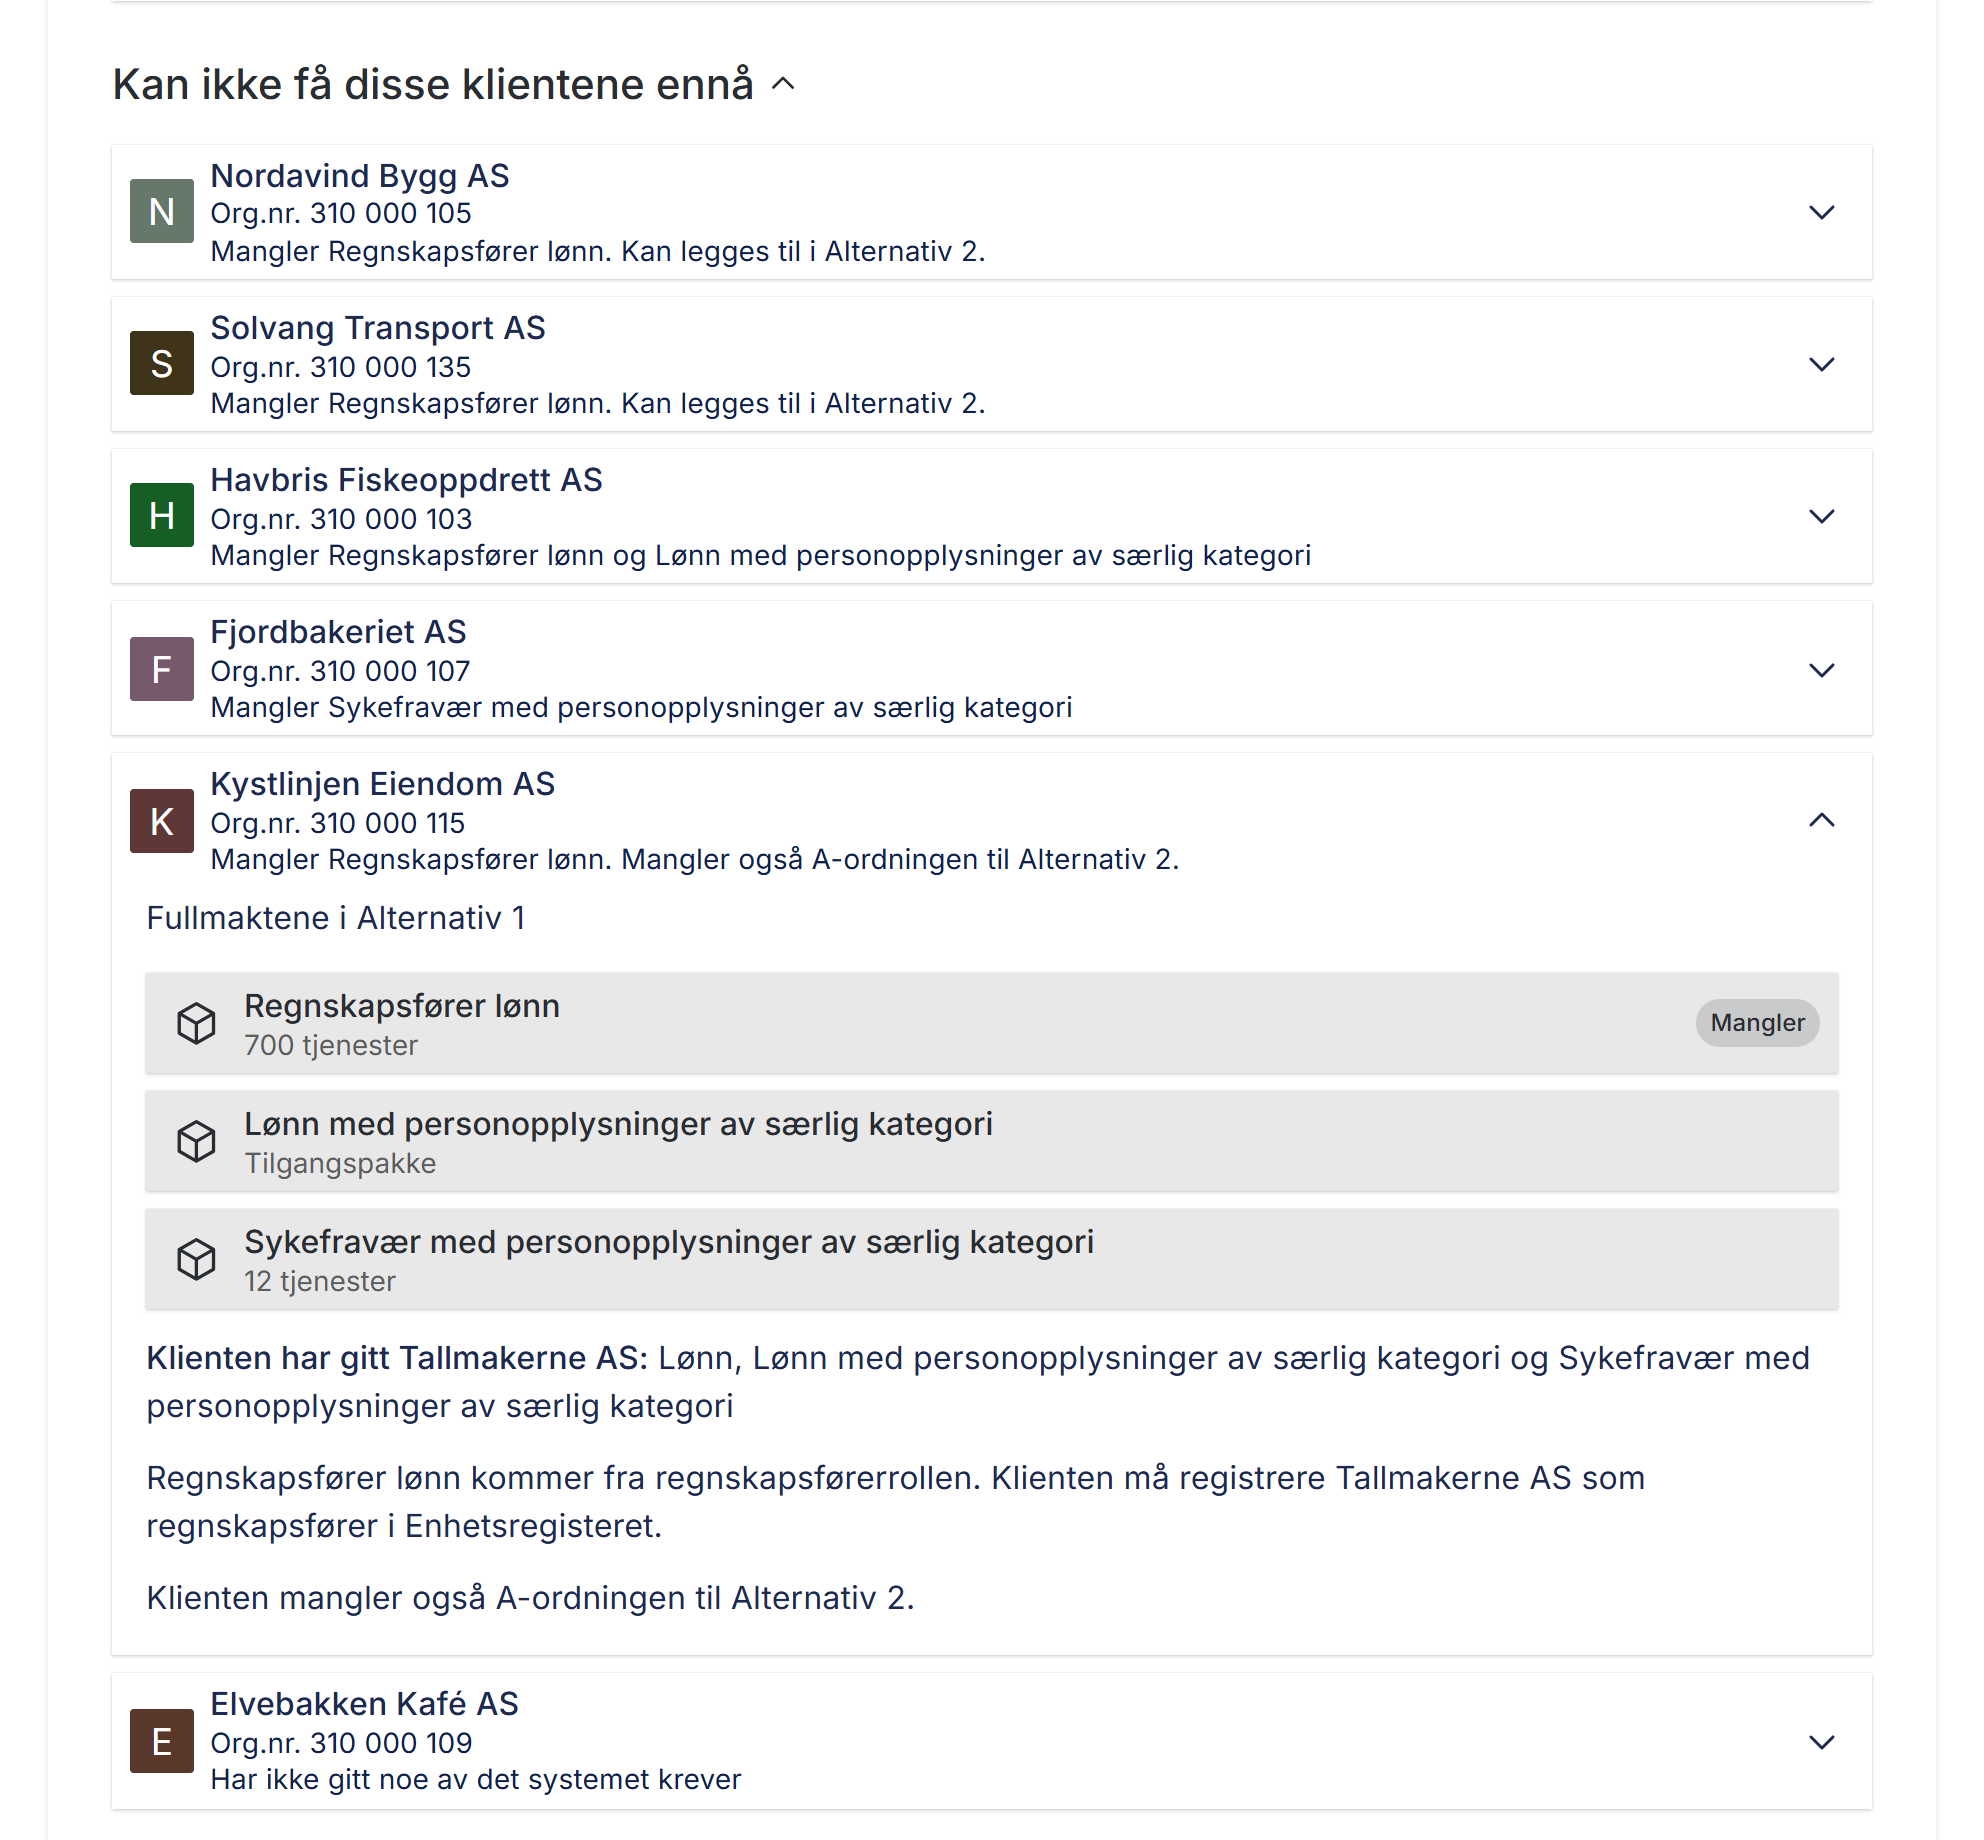 Kan ikke få disse klientene ennå
N
Nordavind Bygg AS
Org.nr. 310 000 105
Mangler Regnskapsfører lønn. Kan legges til i Alternativ 2.
S
Solvang Transport AS
Org.nr. 310 000 135
Mangler Regnskapsfører lønn. Kan legges til i Alternativ 2.
H
Havbris Fiskeoppdrett AS
Org.nr. 310 000 103
Mangler Regnskapsfører lønn og Lønn med personopplysninger av særlig kategori
F
Fjordbakeriet AS
Org.nr. 310 000 107
Mangler Sykefravær med personopplysninger av særlig kategori
K
Kystlinjen Eiendom AS
Org.nr. 310 000 115
Mangler Regnskapsfører lønn. Mangler også A-ordningen til Alternativ 2.
Fullmaktene i Alternativ 1
Regnskapsfører lønn
700 tjenester
Mangler
Lønn med personopplysninger av særlig kategori
Tilgangspakke
Sykefravær med personopplysninger av særlig kategori
12 tjenester
Klienten har gitt Tallmakerne AS: Lønn, Lønn med personopplysninger av særlig kategori og Sykefravær med
personopplysninger av særlig kategori
Regnskapsfører lønn kommer fra regnskapsførerrollen. Klienten må registrere Tallmakerne AS som
regnskapsfører i Enhetsregisteret.
Klienten mangler også A-ordningen til Alternativ 2.
E
Elvebakken Kafé AS
Org.nr. 310 000 109
Har ikke gitt noe av det systemet krever